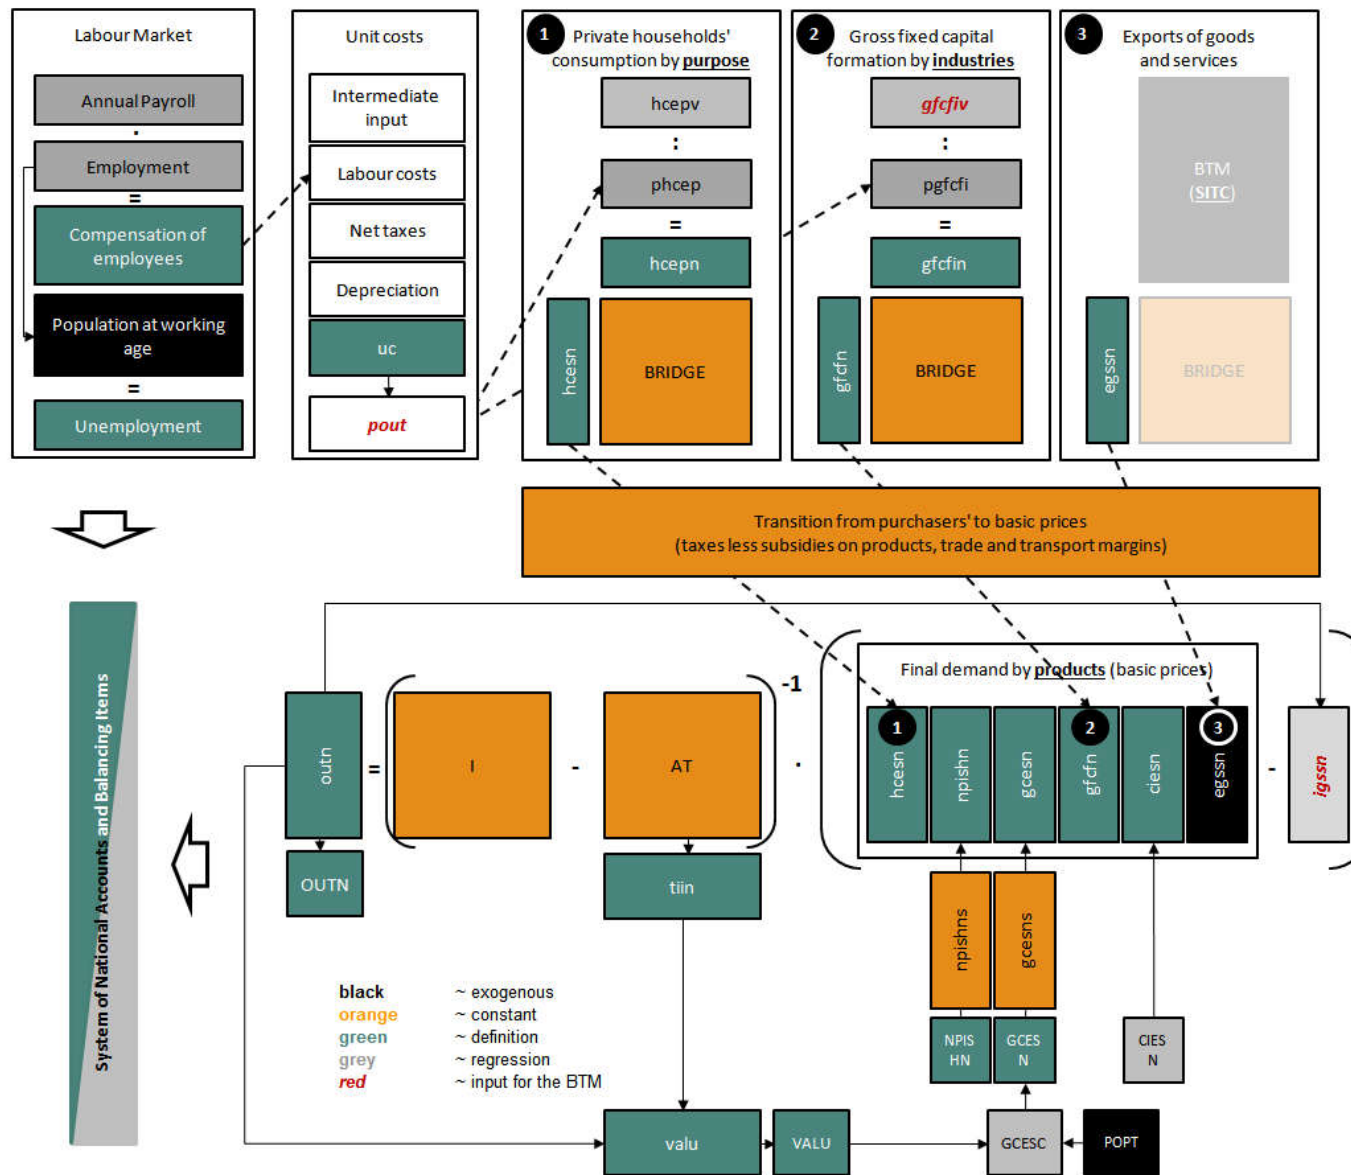 Labour Market
Annual Payroll
·
Employment
=
Compensation of
employees
Population at working
age
=
Unemployment
Unit costs
Intermediate
input
Labour costs
Net taxes
Depreciation
uc
pout
1
Private households'
consumption by purpose
hcepv
:
phcep
=
hcepn
hcesn
BRIDGE
2
Gross fixed capital
formation by industries
gfcfiv
:
pgfcfi
=
gfcfin
gfcfn
BRIDGE
3
Exports of goods
and services
BTM
(SITC)
egssn
BRIDGE
Transition from purchasers' to basic prices
(taxes less subsidies on products, trade and transport margins)
System of National Accounts and Balancing Items
outn
=
I
-
AT
-1
·
Final demand by products (basic prices)
1
hcesn
npishn
gcesn
2
gfcfn
ciesn
3
egssn
-
igssn
OUTN
tiin
npishns
gcesns
NPIS
HN
GCES
N
CIES
N
black ~ exogenous
orange ~ constant
green ~ definition
grey ~ regression
red ~ input for the BTM
valu
VALU
GCESC
POPT